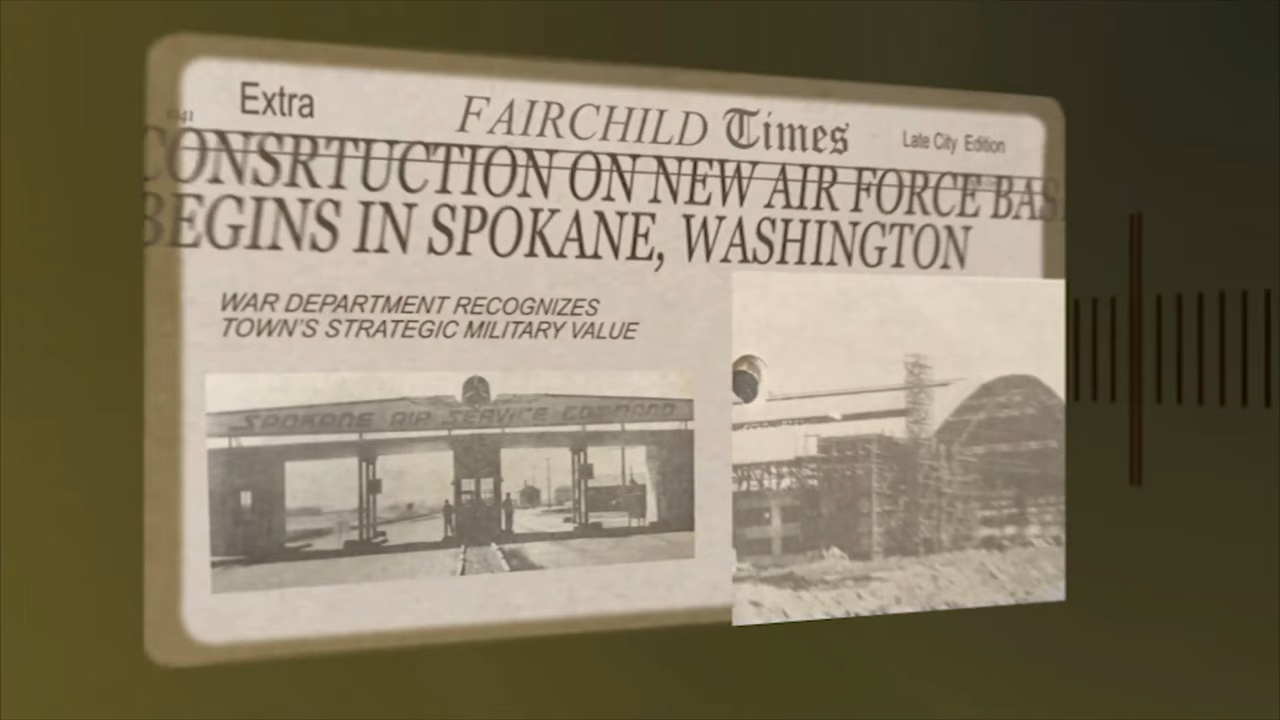 Extra
FAIRCHILD Times
Late City Edition
1941
CONSRTUCTION ON NEW AIR FORCE BAS
BEGINS IN SPOKANE, WASHINGTON
WAR DEPARTMENT RECOGNIZES
TOWN'S STRATEGIC MILITARY VALUE
SPOKANE AIR SERVICE COMMAND